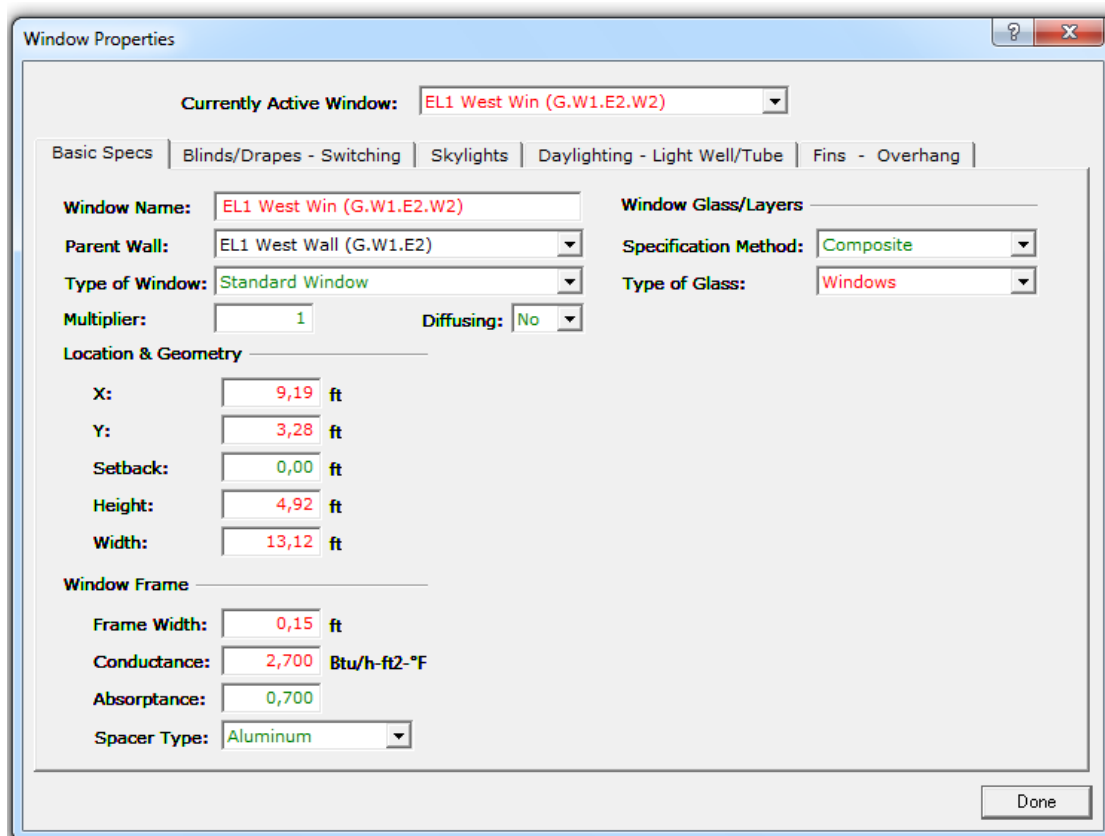 Window Properties
?
x
Currently Active Window: EL1 West Win (G.W1.E2.W2)
Basic Specs Blinds/Drapes - Switching Skylights Daylighting - Light Well/Tube Fins - Overhang
Window Name: EL1 West Win (G.W1.E2.W2) Window Glass/Layers
Parent Wall: EL1 West Wall (G.W1.E2) Specification Method: Composite
Type of Window: Standard Window Type of Glass: Windows
Multiplier: 1 Diffusing: No
Location & Geometry
X: 9,19 ft
Y: 3,28 ft
Setback: 0,00 ft
Height: 4,92 ft
Width: 13,12 ft
Window Frame
Frame Width: 0,15 ft
Conductance: 2,700 Btu/h-ft2-°F
Absorptance: 0,700
Spacer Type: Aluminum
Done